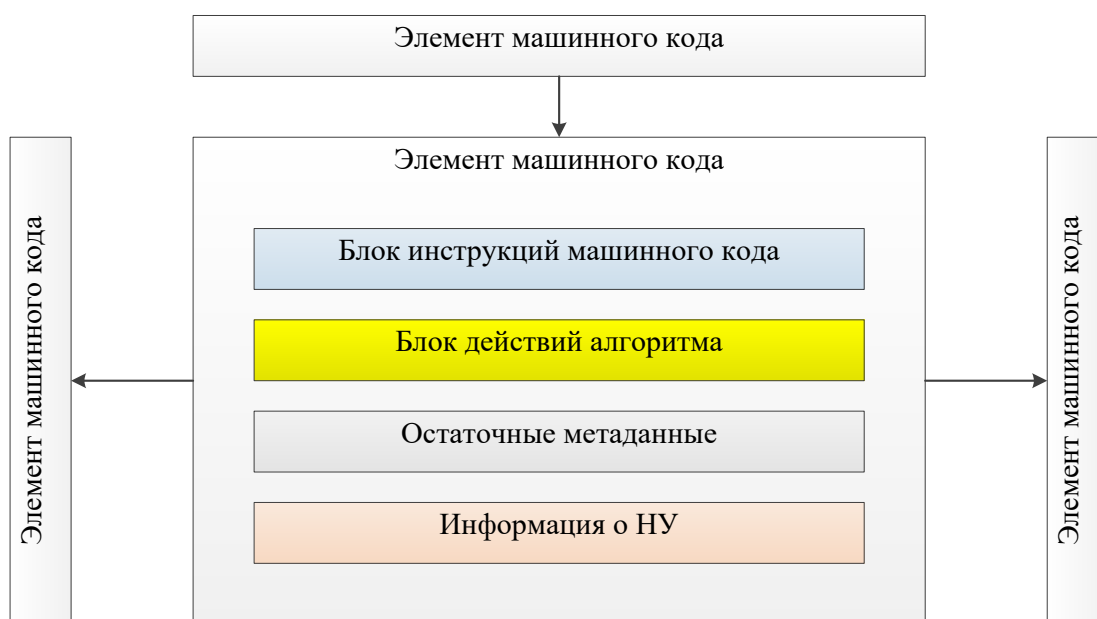 Элемент машинного кода
Элемент машинного кода
Элемент машинного кода
Блок инструкций машинного кода
Блок действий алгоритма
Остаточные метаданные
Информация о НУ
Элемент машинного кода